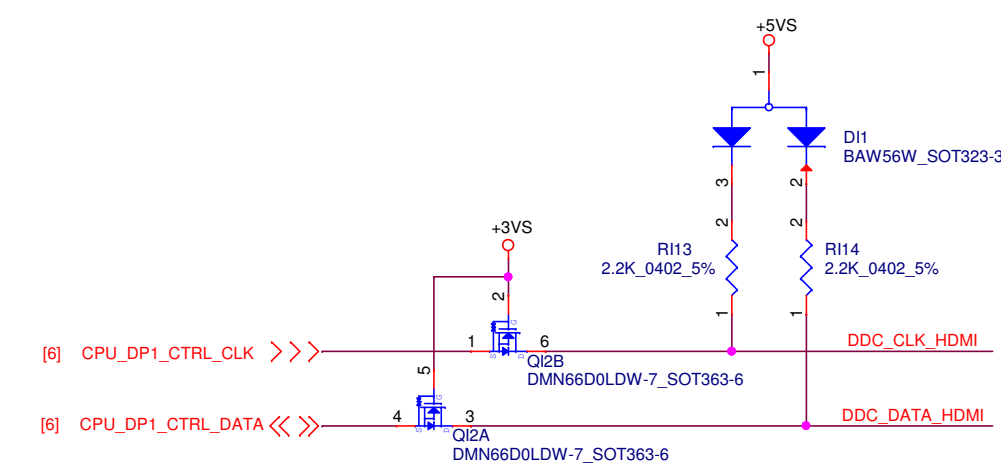 +5VS
1
DI1
BAW56W_SOT323-3
3
2
2
2
+3VS
RI13
2.2K_0402_5%
RI14
2.2K_0402_5%
2
1
1
G
[6] CPU_DP1_CTRL_CLK
1
S
D
6
DDC_CLK_HDMI
QI2B
DMN66D0LDW-7_SOT363-6
5
G
[6] CPU_DP1_CTRL_DATA
4
S
D
3
DDC_DATA_HDMI
QI2A
DMN66D0LDW-7_SOT363-6